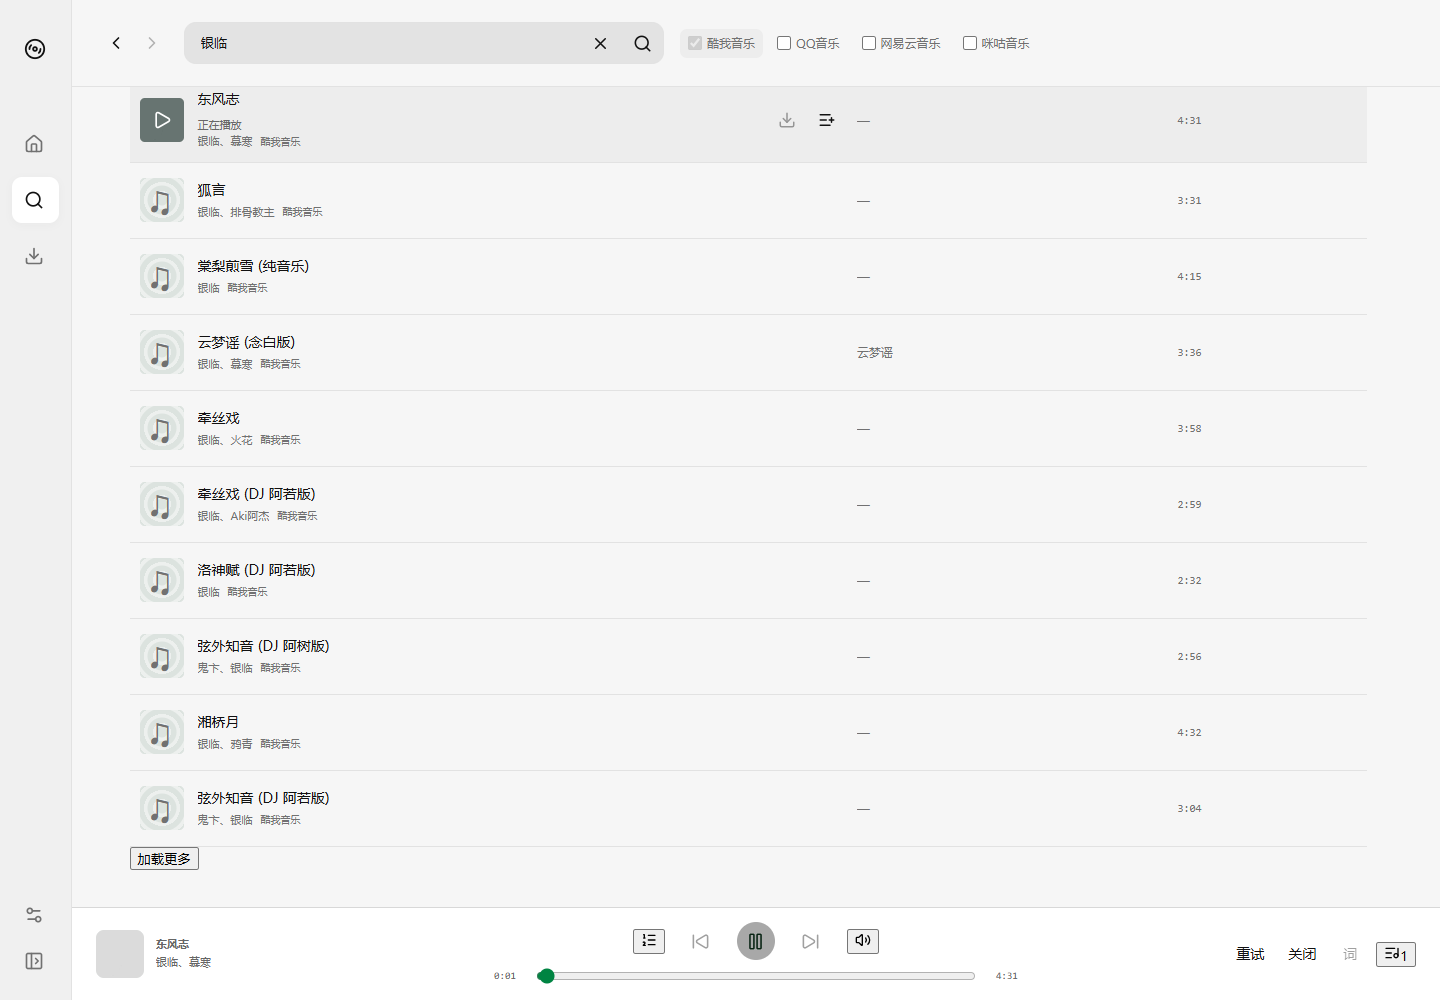 银临
酷我音乐
QQ音乐
网易云音乐
咪咕音乐
东风志
正在播放
银临、慕寒 酷我音乐
—
4:31
狐言
银临、排骨教主 酷我音乐
—
3:31
棠梨煎雪 (纯音乐)
银临 酷我音乐
—
4:15
云梦谣 (念白版)
银临、慕寒 酷我音乐
云梦谣
3:36
牵丝戏
银临、火花 酷我音乐
—
3:58
牵丝戏 (DJ 阿若版)
银临、Aki阿杰 酷我音乐
—
2:59
洛神赋 (DJ 阿若版)
银临 酷我音乐
—
2:32
弦外知音 (DJ 阿树版)
鬼卞、银临 酷我音乐
—
2:56
湘桥月
银临、鸦青 酷我音乐
—
4:32
弦外知音 (DJ 阿若版)
鬼卞、银临 酷我音乐
—
3:04
加载更多
东风志
银临、慕寒
0:01
4:31
重试
关闭
词
1